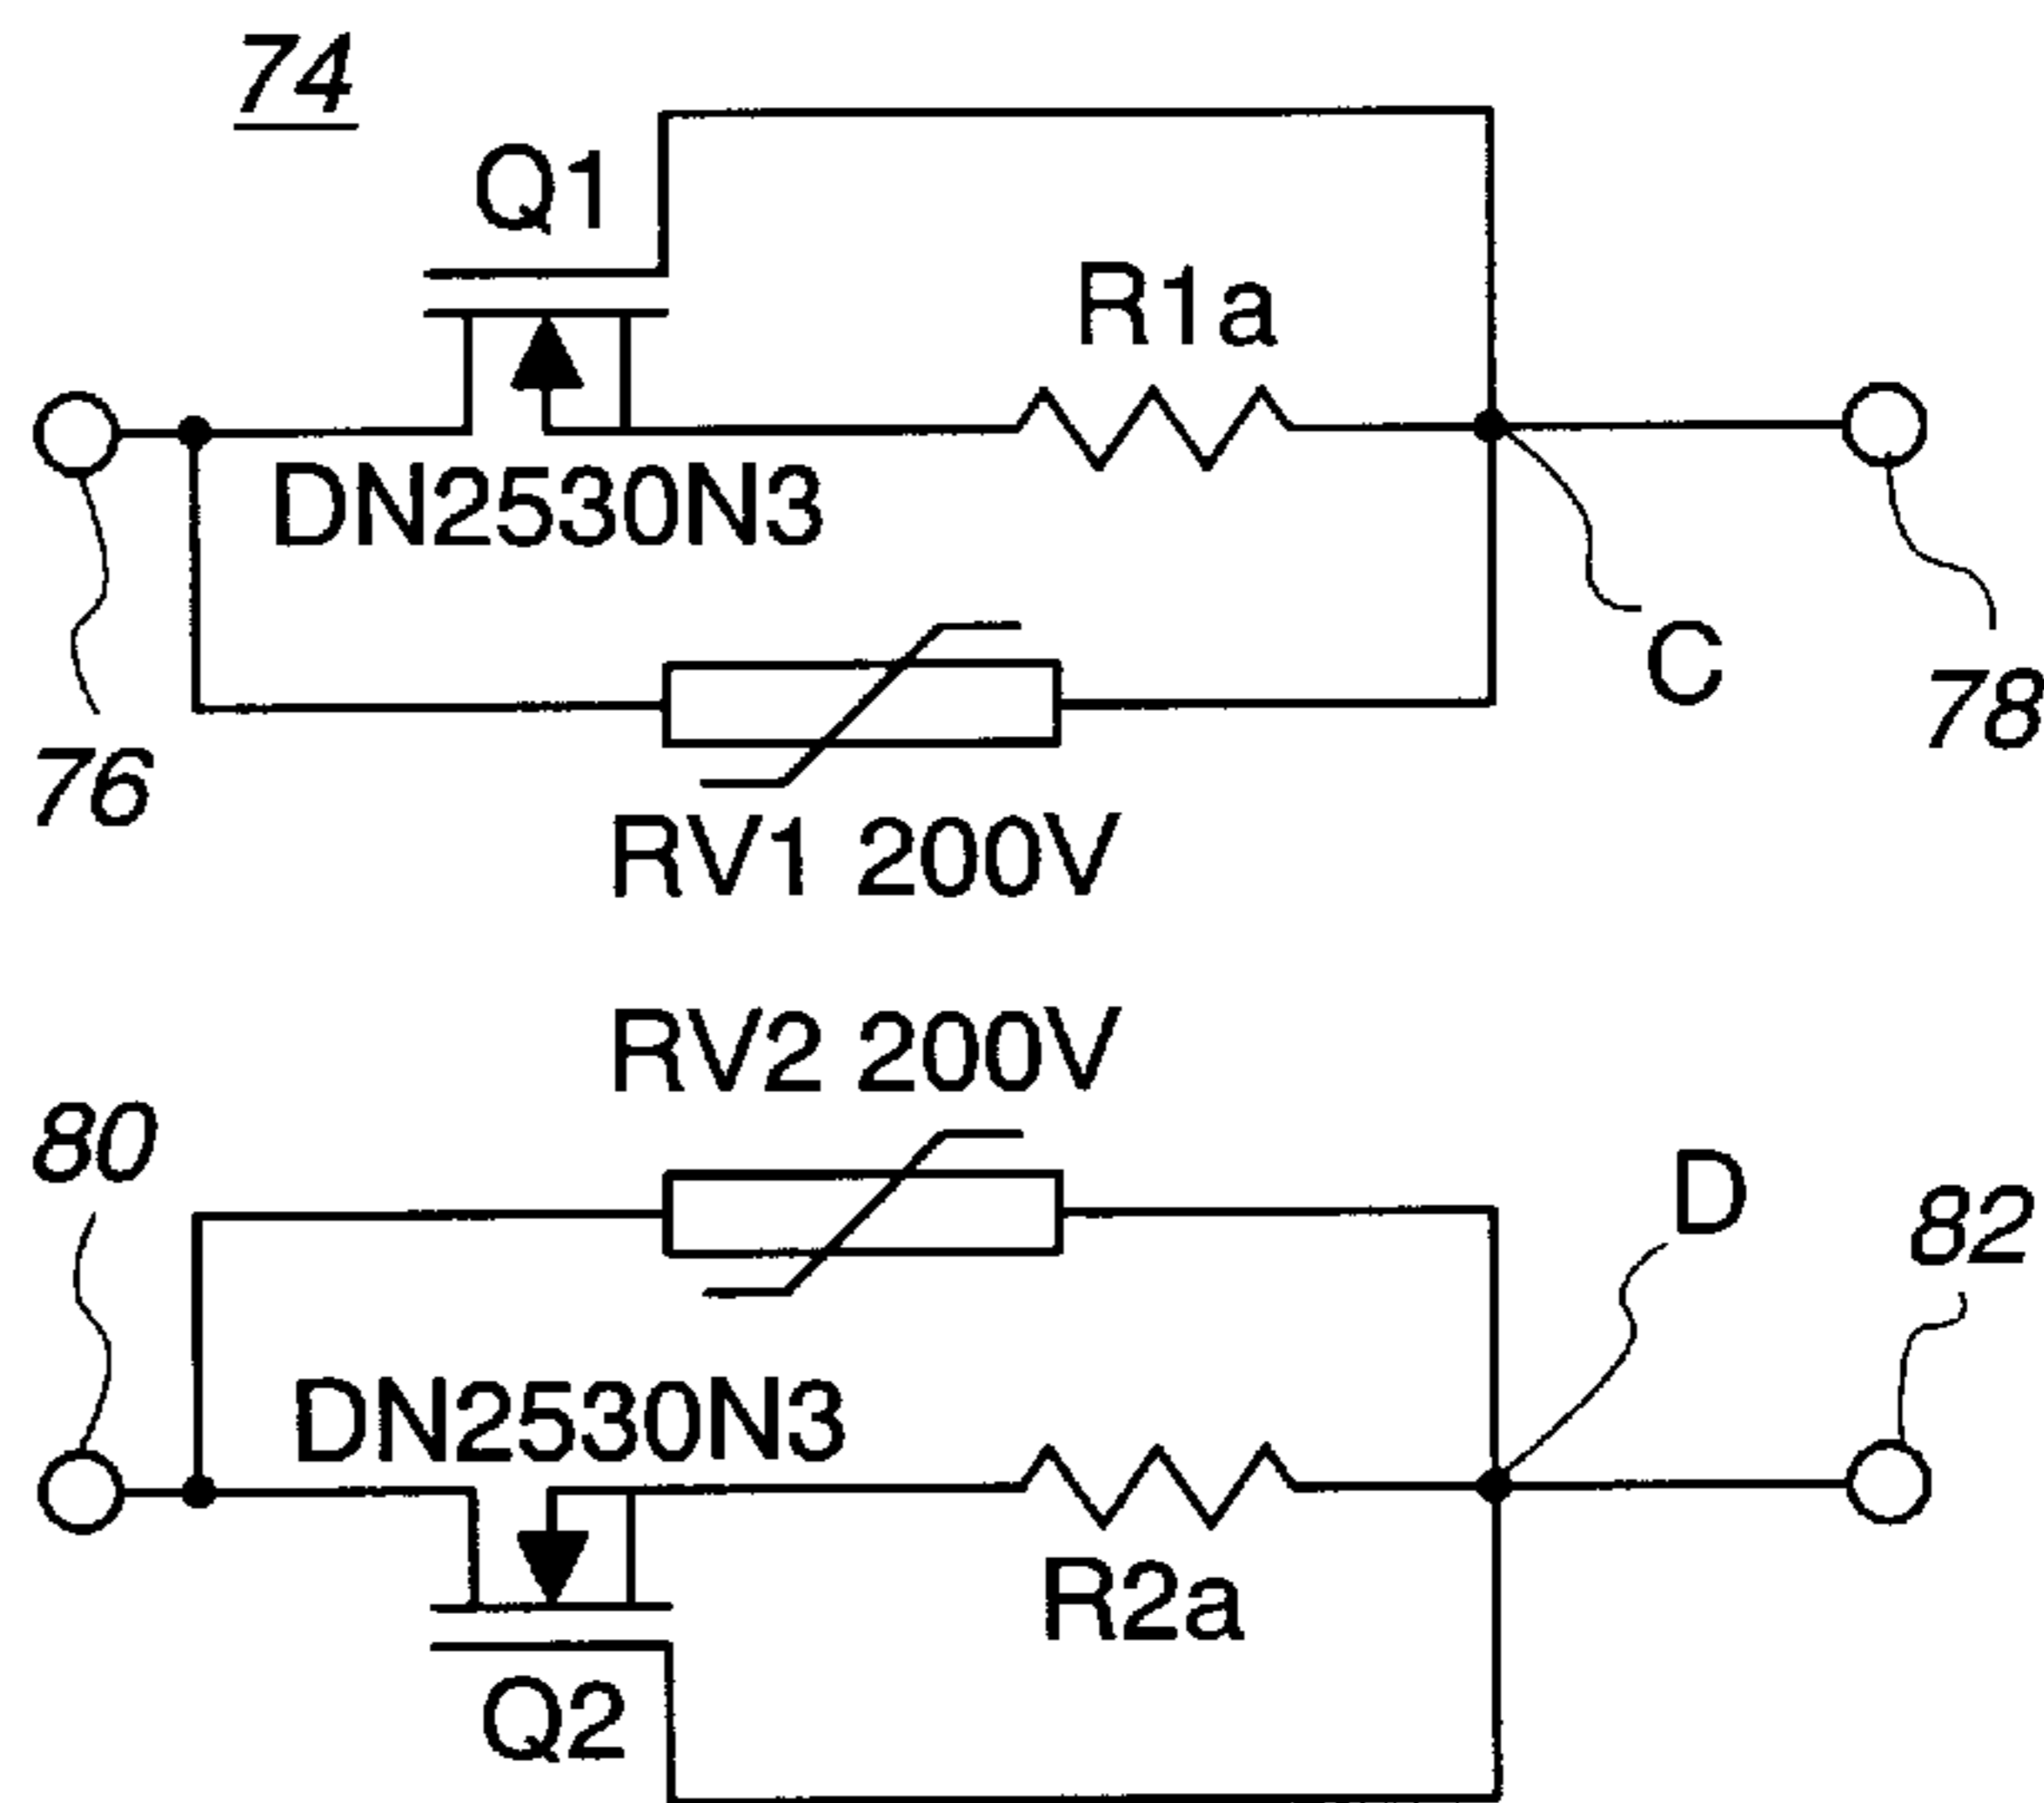 74
Q1
R1a
DN2530N3
C
76
78
RV1 200V
RV2 200V
80
D
82
DN2530N3
R2a
Q2